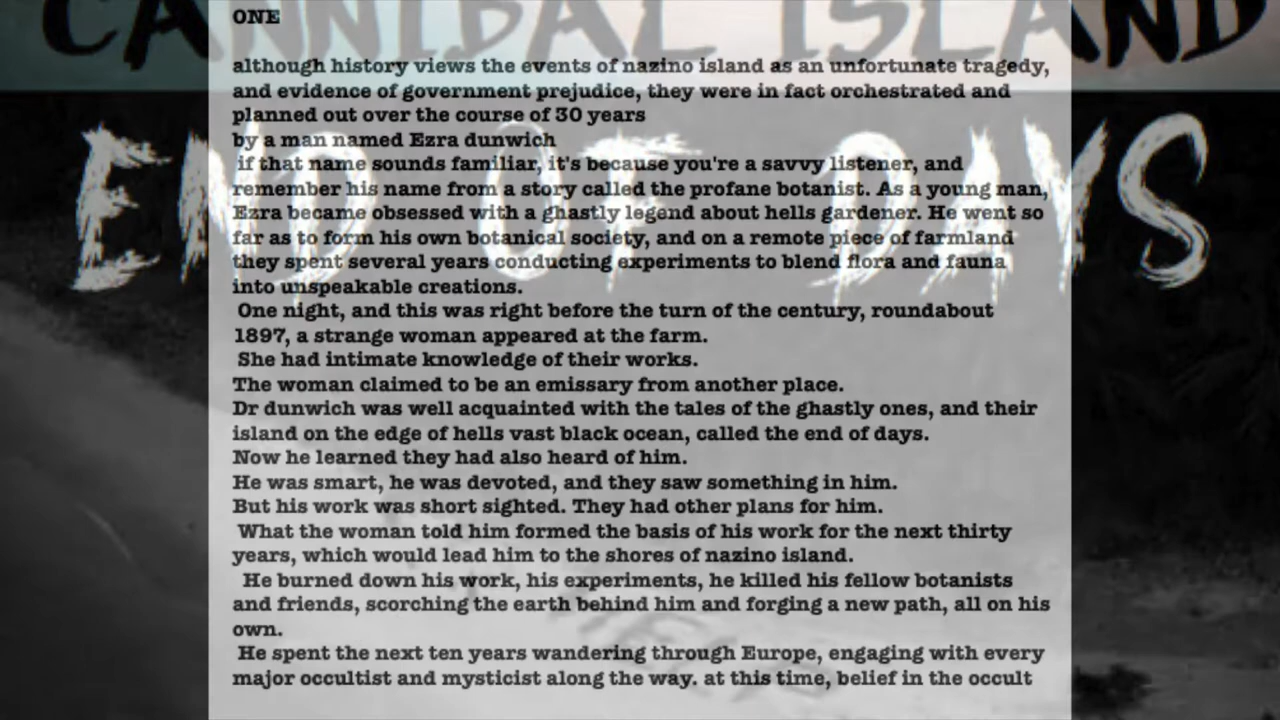 CANNIBAL ISLAND
END OF DAYS
HELP
ONE
although history views the events of nazino island as an unfortunate tragedy,
and evidence of government prejudice, they were in fact orchestrated and
planned out over the course of 30 years
by a man named Ezra dunwich
if that name sounds familiar, it's because you're a savvy listener, and
remember his name from a story called the profane botanist. As a young man,
Ezra became obsessed with a ghastly legend about hells gardener. He went so
far as to form his own botanical society, and on a remote piece of farmland
they spent several years conducting experiments to blend flora and fauna
into unspeakable creations.
One night, and this was right before the turn of the century, roundabout
1897, a strange woman appeared at the farm.
She had intimate knowledge of their works.
The woman claimed to be an emissary from another place.
Dr dunwich was well acquainted with the tales of the ghastly ones, and their
island on the edge of hells vast black ocean, called the end of days.
Now he learned they had also heard of him.
He was smart, he was devoted, and they saw something in him.
But his work was short sighted. They had other plans for him.
What the woman told him formed the basis of his work for the next thirty
years, which would lead him to the shores of nazino island.
He burned down his work, his experiments, he killed his fellow botanists
and friends, scorching the earth behind him and forging a new path, all on his
own.
He spent the next ten years wandering through Europe, engaging with every
major occultist and mysticist along the way. at this time, belief in the occult